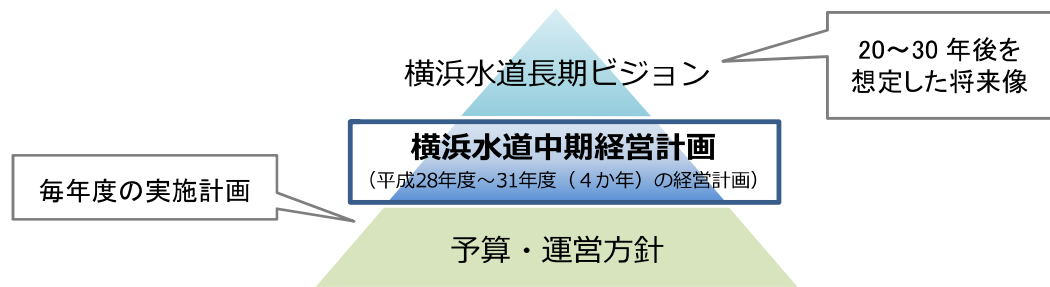 横浜水道長期ビジョン
20～30 年後を
想定した将来像
横浜水道中期経営計画
（平成28年度～31年度（４か年）の経営計画）
毎年度の実施計画
予算・運営方針